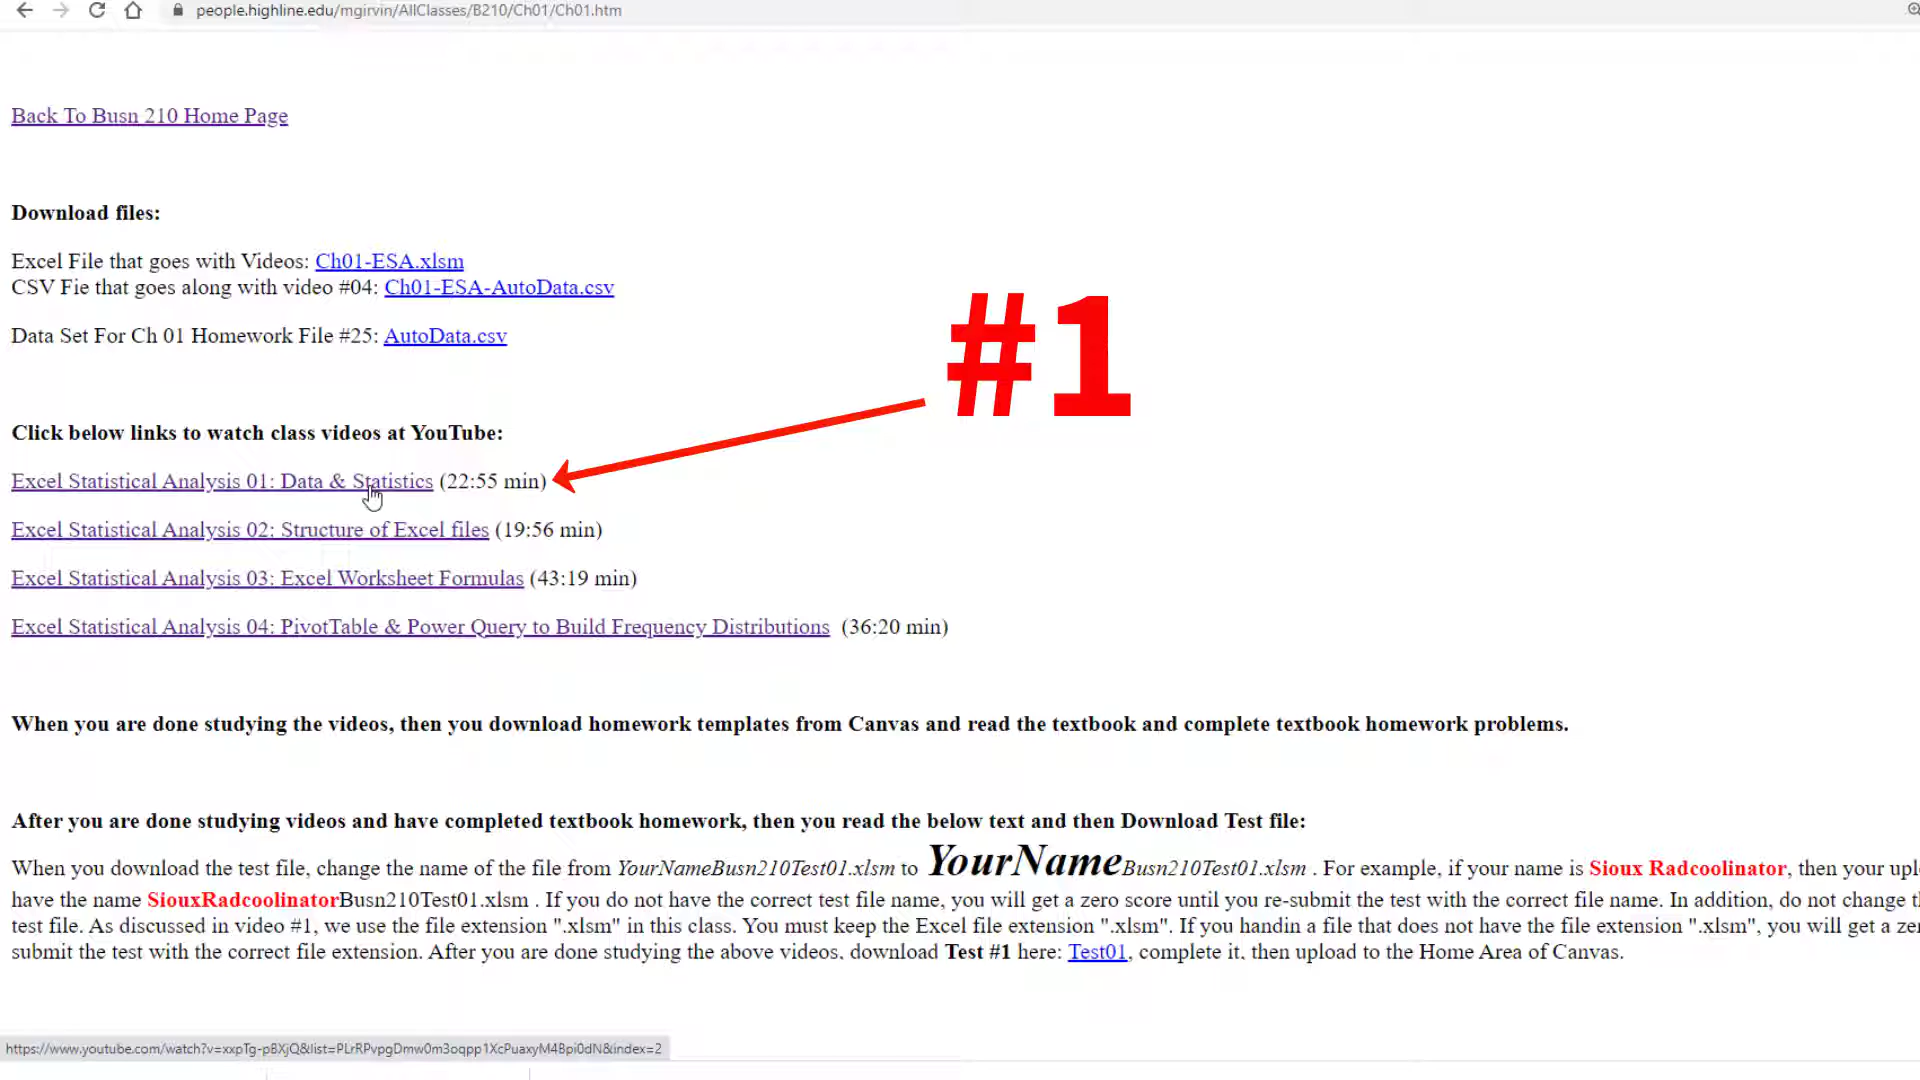 people.highline.edu/mgirvin/AllClasses/B210/Ch01/Ch01.htm
Back To Busn 210 Home Page
Download files:
Excel File that goes with Videos: Ch01-ESA.xlsm
CSV Fie that goes along with video #04: Ch01-ESA-AutoData.csv
Data Set For Ch 01 Homework File #25: AutoData.csv
#1
Click below links to watch class videos at YouTube:
Excel Statistical Analysis 01: Data & Statistics (22:55 min)
Excel Statistical Analysis 02: Structure of Excel files (19:56 min)
Excel Statistical Analysis 03: Excel Worksheet Formulas (43:19 min)
Excel Statistical Analysis 04: PivotTable & Power Query to Build Frequency Distributions (36:20 min)
When you are done studying the videos, then you download homework templates from Canvas and read the textbook and complete textbook homework problems.
After you are done studying videos and have completed textbook homework, then you read the below text and then Download Test file:
When you download the test file, change the name of the file from YourNameBusn210Test01.xlsm to YourNameBusn210Test01.xlsm . For example, if your name is Sioux Radcoolinator, then your uplo
have the name SiouxRadcoolinatorBusn210Test01.xlsm . If you do not have the correct test file name, you will get a zero score until you re-submit the test with the correct file name. In addition, do not change th
test file. As discussed in video #1, we use the file extension ".xlsm" in this class. You must keep the Excel file extension ".xlsm". If you handin a file that does not have the file extension ".xlsm", you will get a zero
submit the test with the correct file extension. After you are done studying the above videos, download Test #1 here: Test01, complete it, then upload to the Home Area of Canvas.
https://www.youtube.com/watch?v=xxpTg-pBXjQ&list=PLrRPvpgDmw0m3oqpp1XcPuaxyM4Bpi0dN&index=2